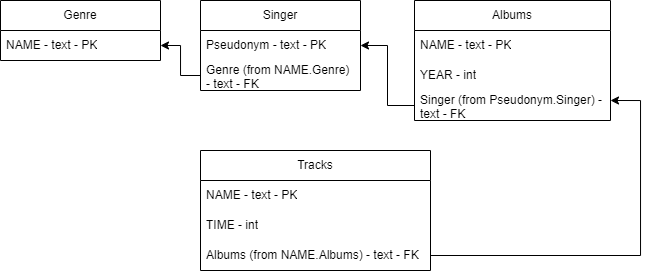 Genre
NAME - text - PK
Singer
Pseudonym - text - PK
Genre (from NAME.Genre)
- text - FK
Albums
NAME - text - PK
YEAR - int
Singer (from Pseudonym.Singer) -
text - FK
Tracks
NAME - text - PK
TIME - int
Albums (from NAME.Albums) - text - FK